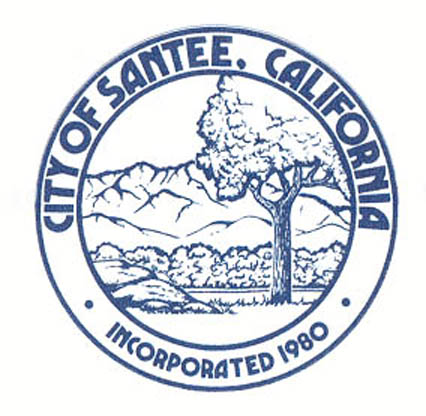 CITY OF SANTEE, CALIFORNIA
INCORPORATED 1980